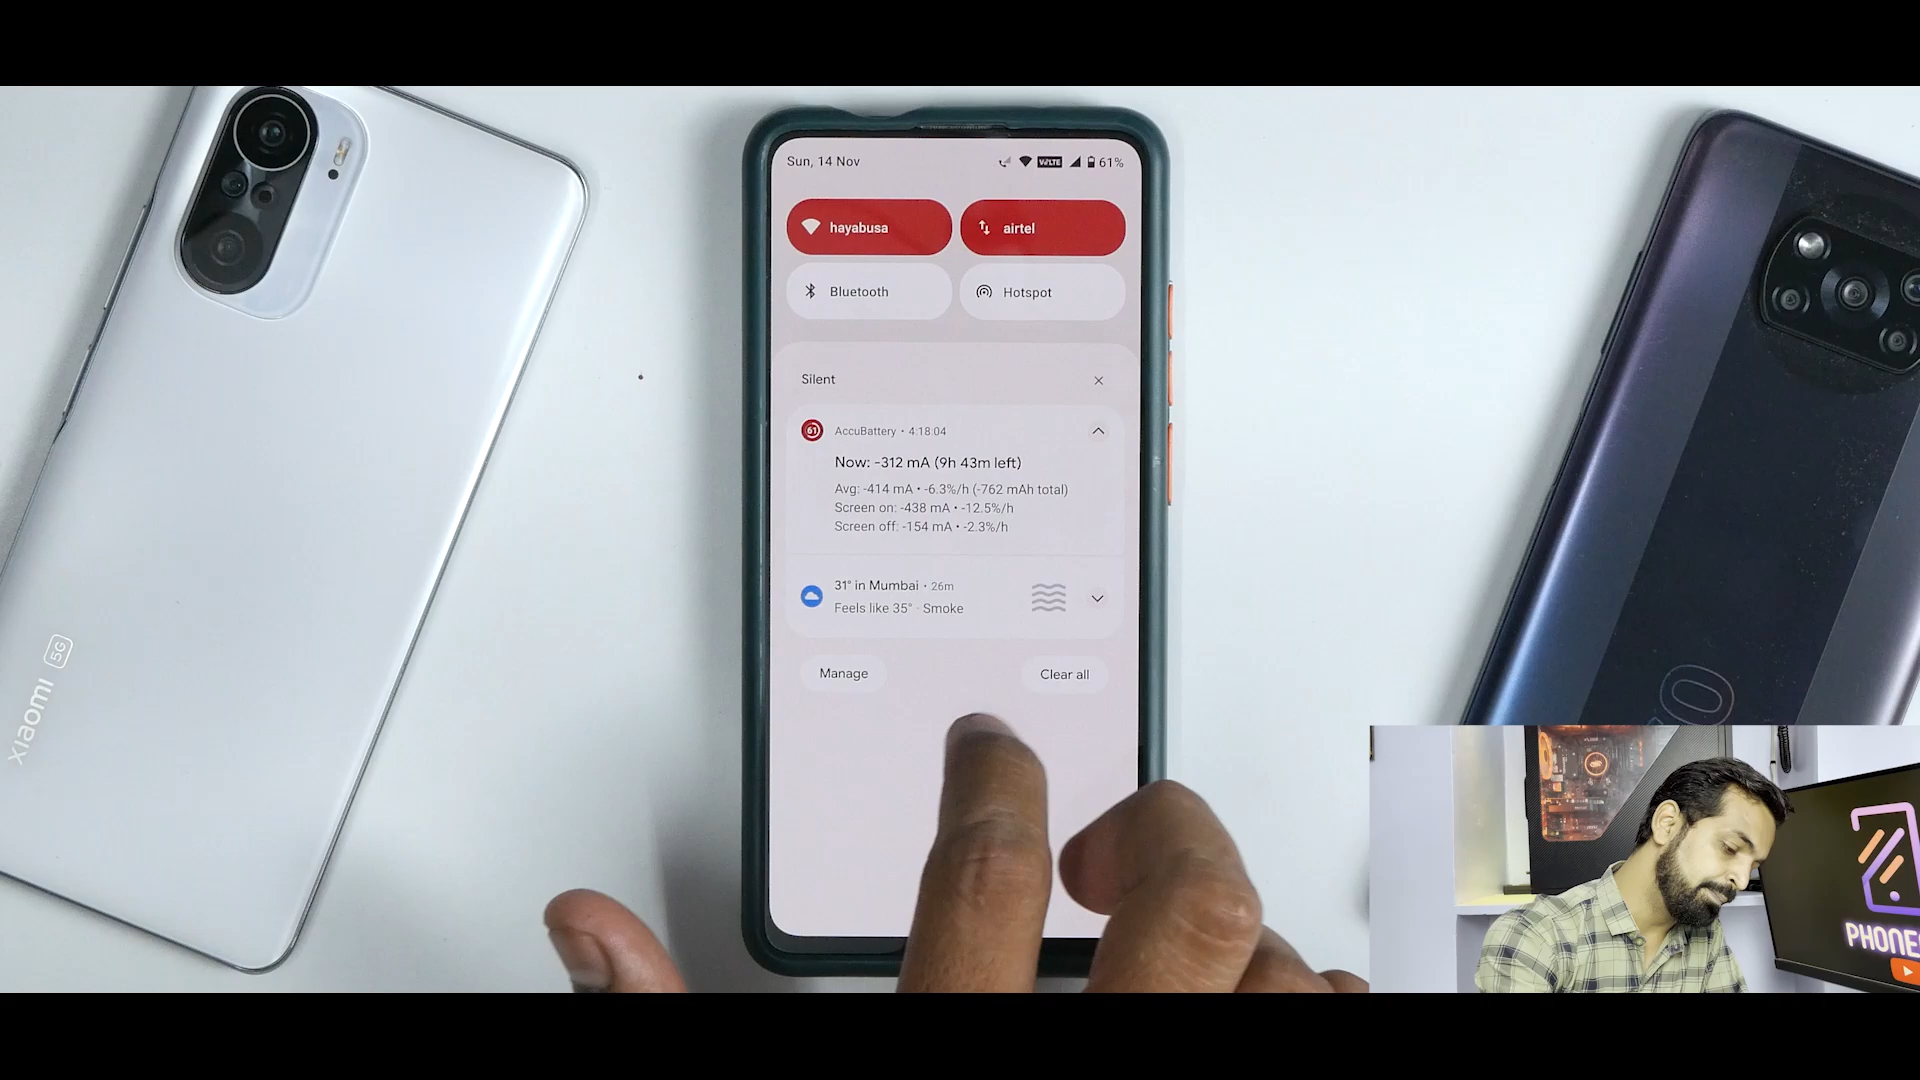 Sun, 14 Nov
VoLTE
61%
hayabusa
airtel
Bluetooth
Hotspot
Silent
61
AccuBattery • 4:18:04
Now: -312 mA (9h 43m left)
Avg: -414 mA • -6.3%/h (-762 mAh total)
Screen on: -438 mA • -12.5%/h
Screen off: -154 mA • -2.3%/h
31° in Mumbai • 26m
Feels like 35° · Smoke
Manage
Clear all
xiaomi 5G
PHONE